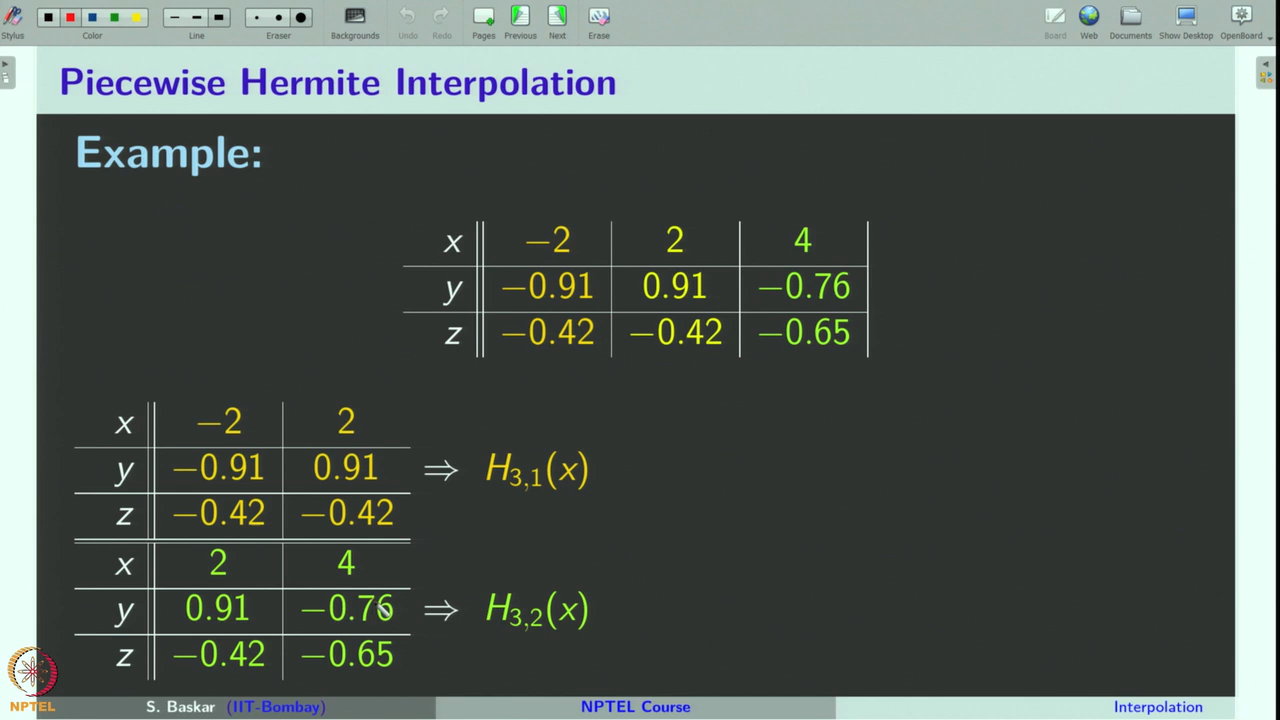 Stylus Color Line Eraser Backgrounds Undo Redo Pages Previous Next Erase Board Web Documents Show Desktop OpenBoard
Piecewise Hermite Interpolation
Example:
x −2 2 4
y −0.91 0.91 −0.76
z −0.42 −0.42 −0.65
x −2 2
y −0.91 0.91 ⇒ H3,1(x)
z −0.42 −0.42
x 2 4
y 0.91 −0.76 ⇒ H3,2(x)
z −0.42 −0.65
NPTEL
S. Baskar (IIT-Bombay) NPTEL Course Interpolation